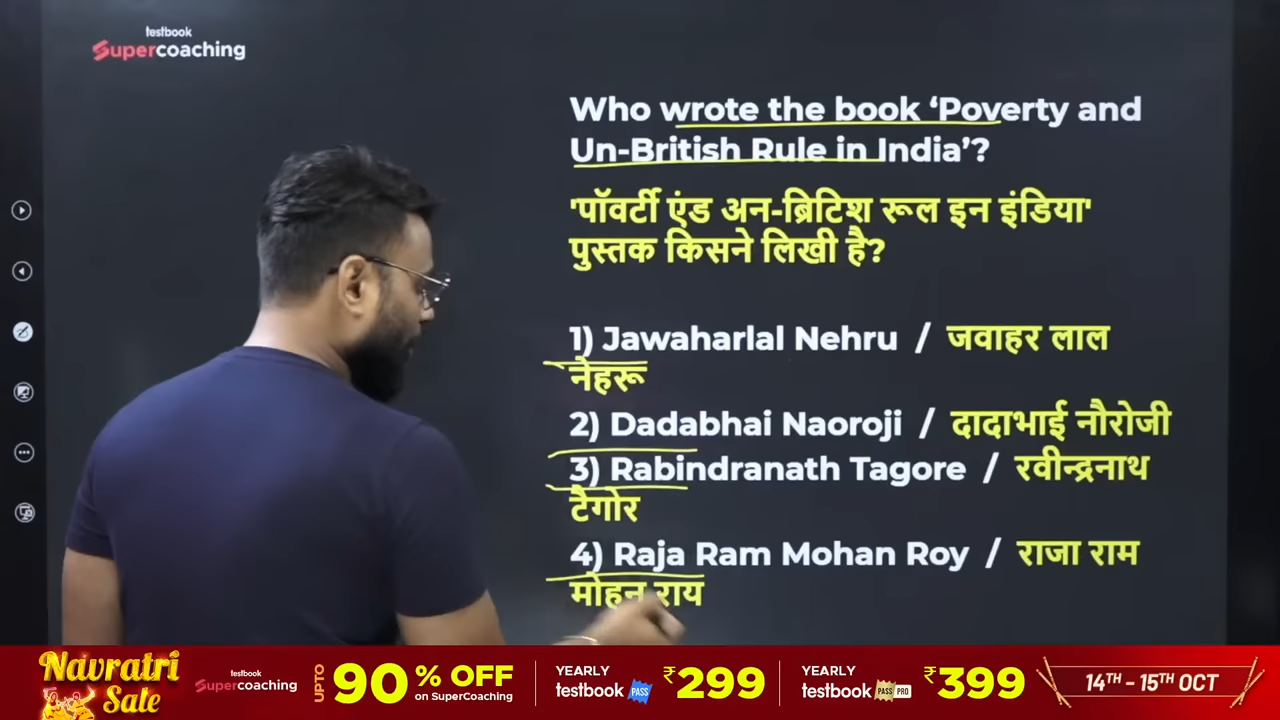 testbook
Supercoaching
Who wrote the book ‘Poverty and
Un-British Rule in India’?
'पॉवर्टी एंड अन-ब्रिटिश रूल इन इंडिया'
पुस्तक किसने लिखी है?
1) Jawaharlal Nehru / जवाहर लाल
नेहरू
2) Dadabhai Naoroji / दादाभाई नौरोजी
3) Rabindranath Tagore / रवीन्द्रनाथ
टैगोर
4) Raja Ram Mohan Roy / राजा राम
मोहन राय
Navratri
Sale
testbook
Supercoaching
UPTO
90% OFF
on SuperCoaching
YEARLY
testbook PASS
₹299
YEARLY
testbook PASS PRO
₹399
14TH - 15TH OCT